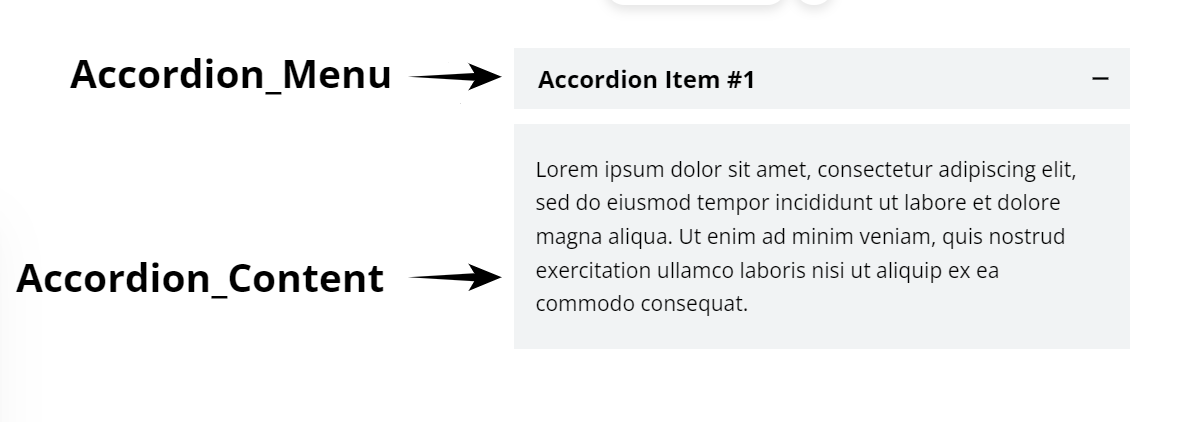 Accordion_Menu
Accordion Item #1
Lorem ipsum dolor sit amet, consectetur adipiscing elit,
sed do eiusmod tempor incididunt ut labore et dolore
magna aliqua. Ut enim ad minim veniam, quis nostrud
Accordion_Content
exercitation ullamco laboris nisi ut aliquip ex ea
commodo consequat.